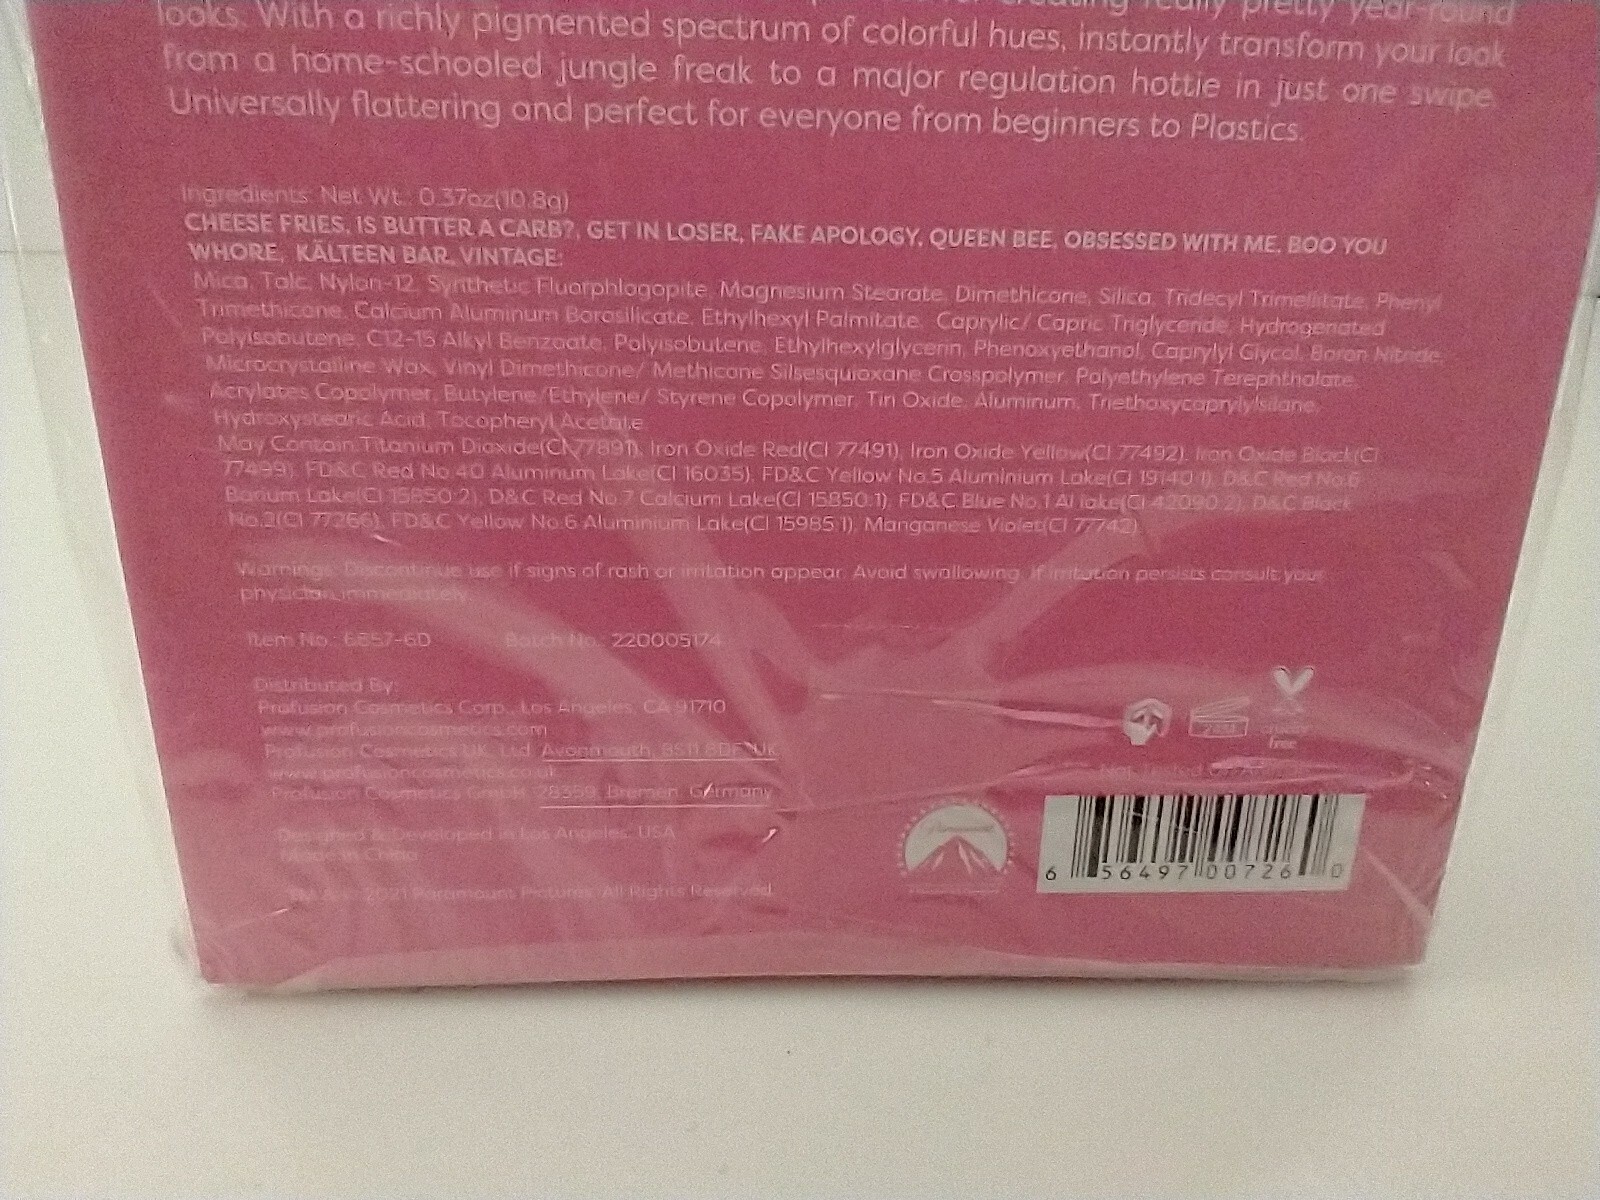 creating really pretty year-round
looks. With a richly pigmented spectrum of colorful hues, instantly transform your look
from a home-schooled jungle freak to a major regulation hottie in just one swipe.
Universally flattering and perfect for everyone from beginners to Plastics.
Ingredients: Net Wt.: 0.37oz(10.8g)
CHEESE FRIES, IS BUTTER A CARB?, GET IN LOSER, FAKE APOLOGY, QUEEN BEE, OBSESSED WITH ME, BOO YOU
WHORE, KÄLTEEN BAR, VINTAGE:
Mica, Talc, Nylon-12, Synthetic Fluorphlogopite, Magnesium Stearate, Dimethicone, Silica, Tridecyl Trimellitate, Phenyl
Trimethicone, Calcium Aluminum Borosilicate, Ethylhexyl Palmitate, Caprylic/ Capric Triglyceride, Hydrogenated
Polyisobutene, C12-15 Alkyl Benzoate, Polyisobutene, Ethylhexylglycerin, Phenoxyethanol, Caprylyl Glycol, Boron Nitride,
Microcrystalline Wax, Vinyl Dimethicone/ Methicone Silsesquioxane Crosspolymer, Polyethylene Terephthalate,
Acrylates Copolymer, Butylene/Ethylene/ Styrene Copolymer, Tin Oxide, Aluminum, Triethoxycaprylylsilane,
Hydroxystearic Acid, Tocopheryl Acetate.
May Contain:Titanium Dioxide(CI 77891), Iron Oxide Red(CI 77491), Iron Oxide Yellow(CI 77492), Iron Oxide Black(CI
77499), FD&C Red No.40 Aluminum Lake(CI 16035), FD&C Yellow No.5 Aluminium Lake(CI 19140:1), D&C Red No.6
Barium Lake(CI 15850:2), D&C Red No.7 Calcium Lake(CI 15850:1), FD&C Blue No.1 Al lake(CI 42090:2), D&C Black
No.2(CI 77266), FD&C Yellow No.6 Aluminium Lake(CI 15985:1), Manganese Violet(CI 77742)
Warnings: Discontinue use if signs of rash or irritation appear. Avoid swallowing. If irritation persists consult your
physician immediately.
Item No.: 6857-6D Batch No.: 220005174
Distributed By:
Profusion Cosmetics Corp., Los Angeles, CA 91710
www.profusioncosmetics.com
Profusion Cosmetics UK, Ltd. Avonmouth, BS11 8DF, UK
www.profusioncosmetics.co.uk
Profusion Cosmetics GmbH, 28359, Bremen, Germany
Designed & Developed in Los Angeles, USA
Made in China
2021 Paramount Pictures. All Rights Reserved.
24M
cruelty
free
Not Tested On
Paramount
6 56497 00726 0